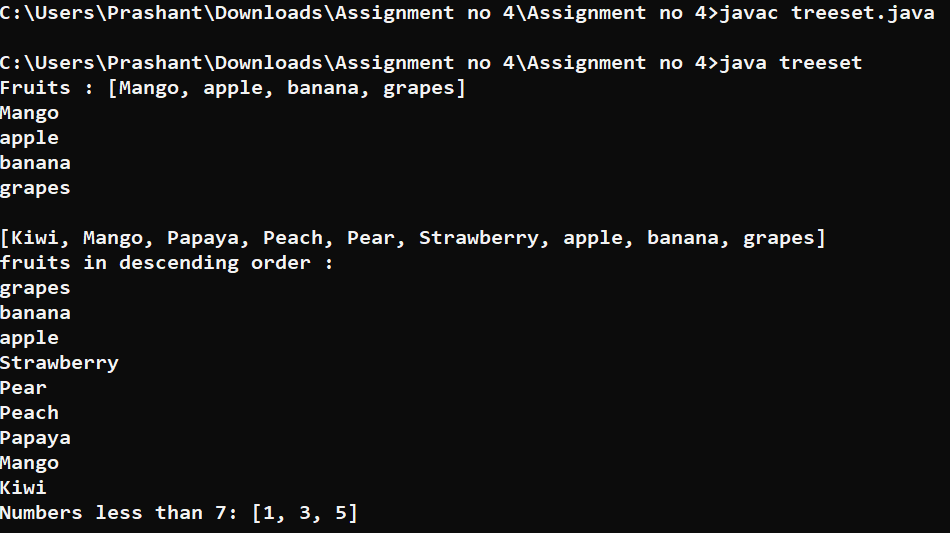 C:\Users\Prashant\Downloads\Assignment no 4\Assignment no 4>javac treeset.java
C:\Users\Prashant\Downloads\Assignment no 4\Assignment no 4>java treeset
Fruits : [Mango, apple, banana, grapes]
Mango
apple
banana
grapes
[Kiwi, Mango, Papaya, Peach, Pear, Strawberry, apple, banana, grapes]
fruits in descending order :
grapes
banana
apple
Strawberry
Pear
Peach
Papaya
Mango
Kiwi
Numbers less than 7: [1, 3, 5]